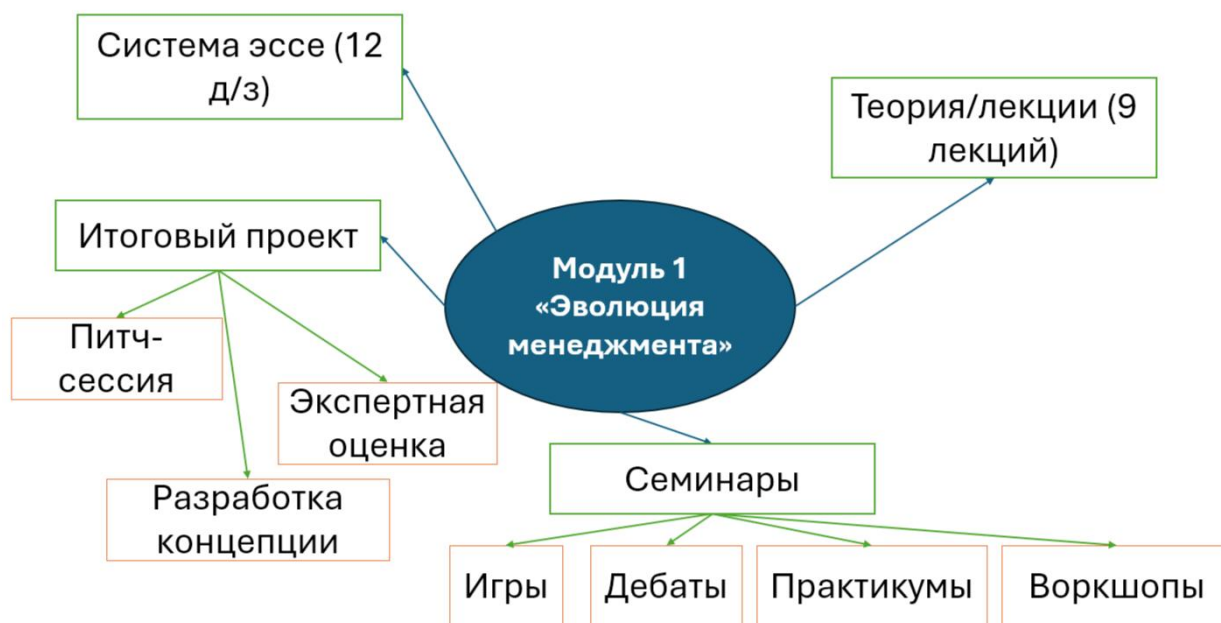 Система эссе (12
д/з)
Теория/лекции (9
лекций)
Итоговый проект
Модуль 1
«Эволюция
менеджмента»
Питч-
сессия
Экспертная
оценка
Разработка
концепции
Семинары
Игры
Дебаты
Практикумы
Воркшопы